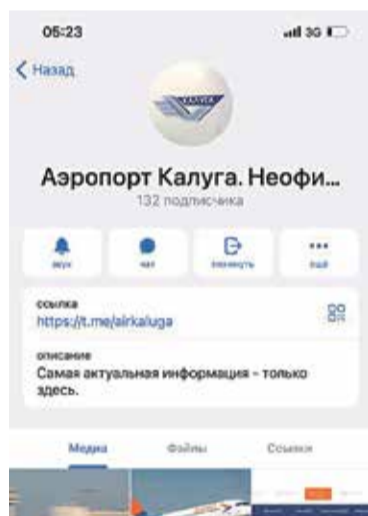 05:23
3G
Назад
КАЛУГА
Аэропорт Калуга. Неофи...
132 подписчика
звук
чат
покинуть
ещё
ссылка
https://t.me/airkaluga
описание
Самая актуальная информация - только
здесь.
Медиа Файлы Ссылки